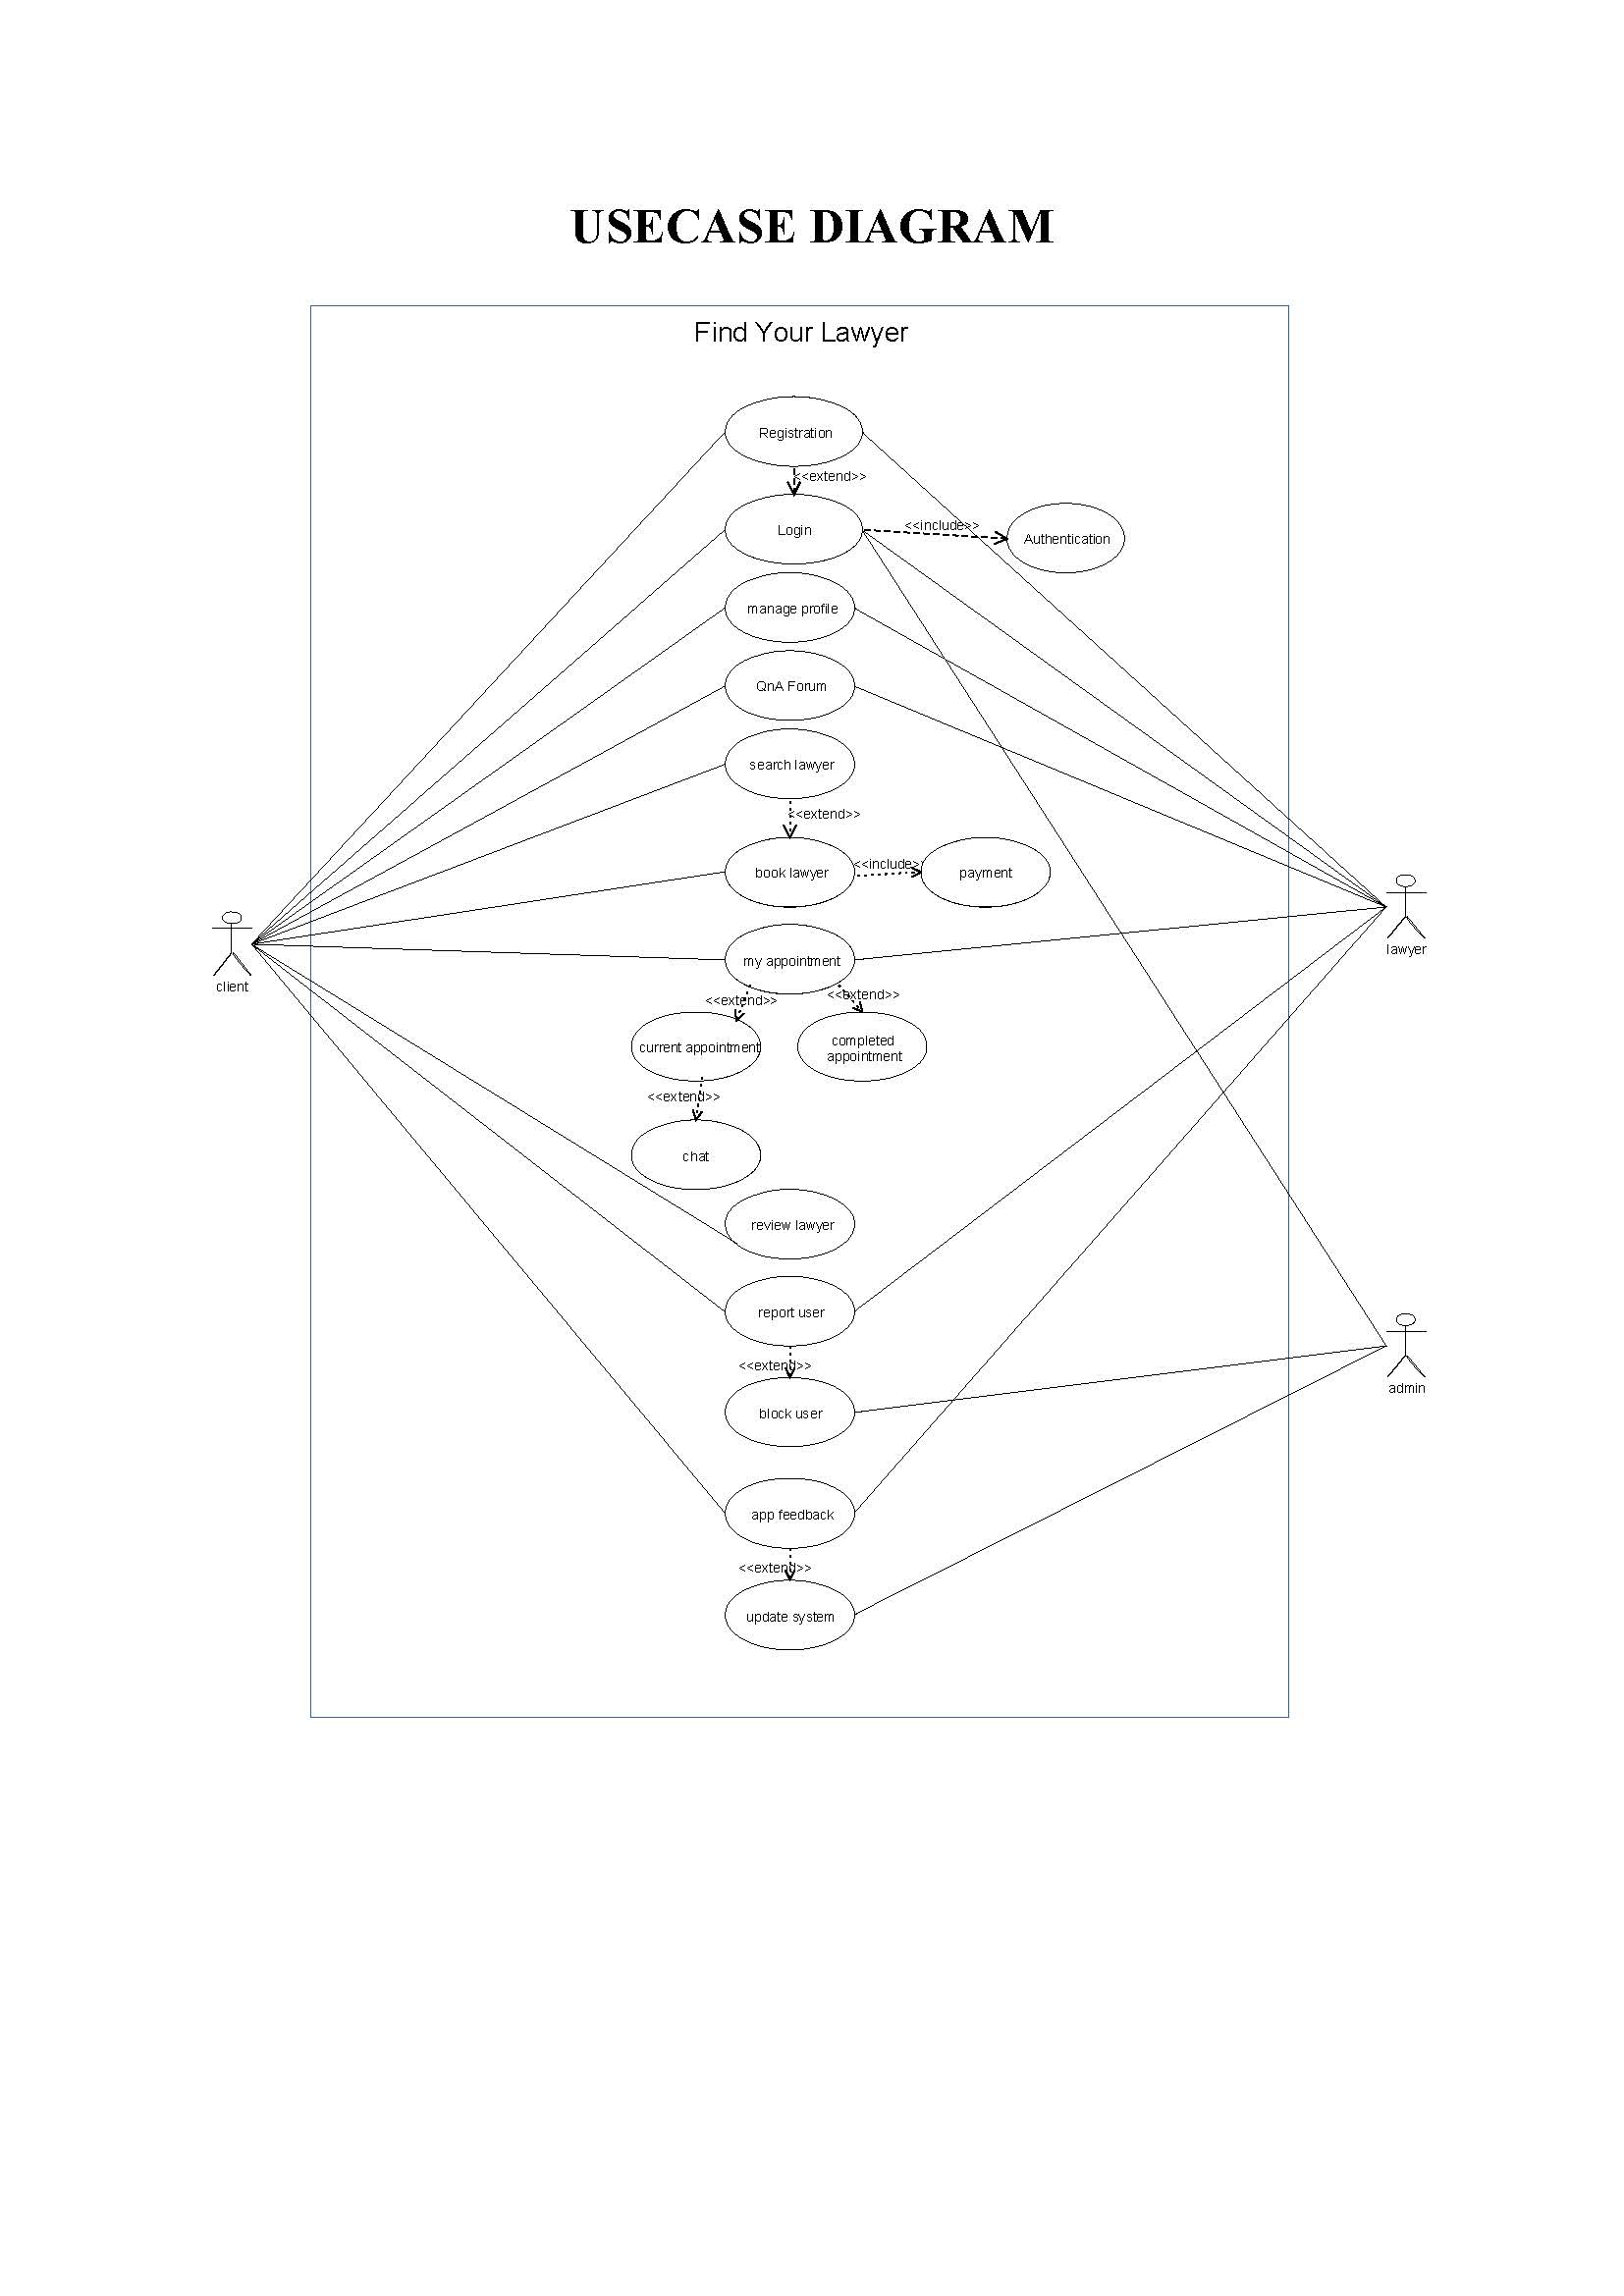 USECASE DIAGRAM
Find Your Lawyer
Registration
<<extend>>
Login
<<include>>
Authentication
manage profile
QnA Forum
search lawyer
<<extend>>
book lawyer
<<include>>
payment
my appointment
<<extend>>
<<extend>>
current appointment
completed
appointment
<<extend>>
chat
review lawyer
report user
<<extend>>
block user
app feedback
<<extend>>
update system
client
lawyer
admin